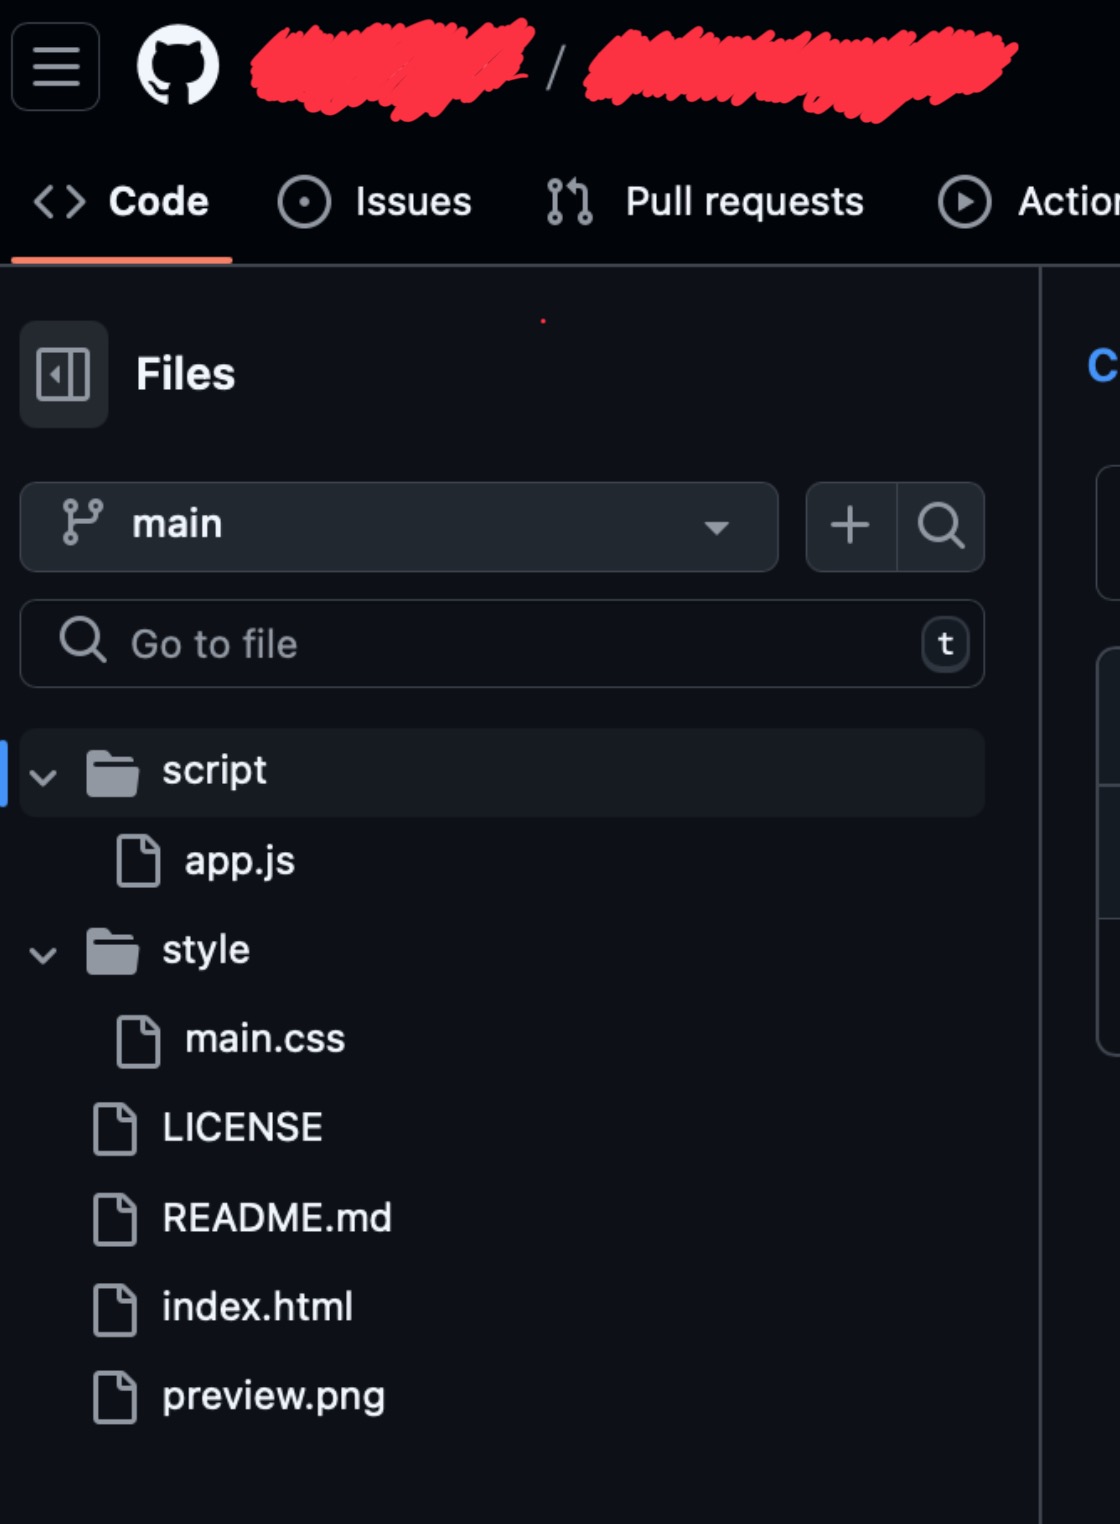 /
Code Issues Pull requests
Files
main
Go to file t
script
app.js
style
main.css
LICENSE
README.md
index.html
preview.png